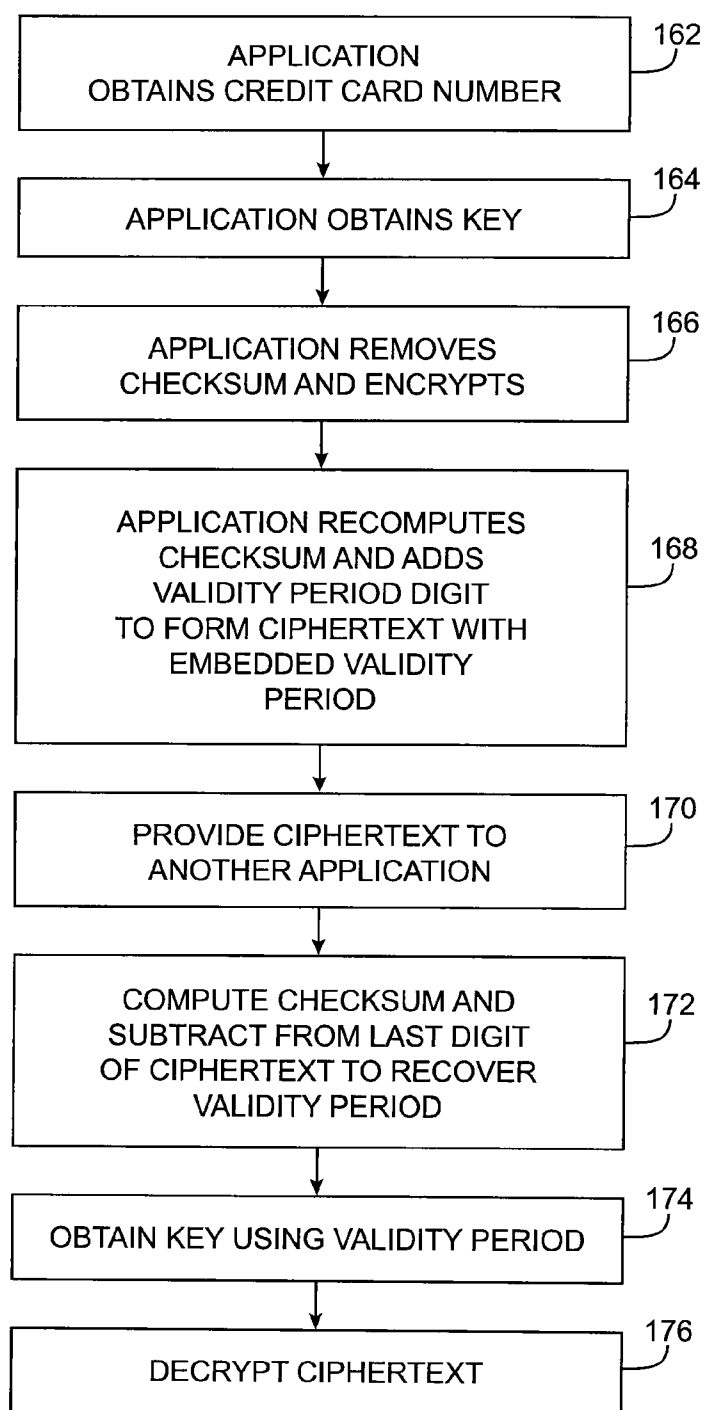 162
APPLICATION
OBTAINS CREDIT CARD NUMBER
164
APPLICATION OBTAINS KEY
166
APPLICATION REMOVES
CHECKSUM AND ENCRYPTS
168
APPLICATION RECOMPUTES
CHECKSUM AND ADDS
VALIDITY PERIOD DIGIT
TO FORM CIPHERTEXT WITH
EMBEDDED VALIDITY
PERIOD
170
PROVIDE CIPHERTEXT TO
ANOTHER APPLICATION
172
COMPUTE CHECKSUM AND
SUBTRACT FROM LAST DIGIT
OF CIPHERTEXT TO RECOVER
VALIDITY PERIOD
174
OBTAIN KEY USING VALIDITY PERIOD
176
DECRYPT CIPHERTEXT